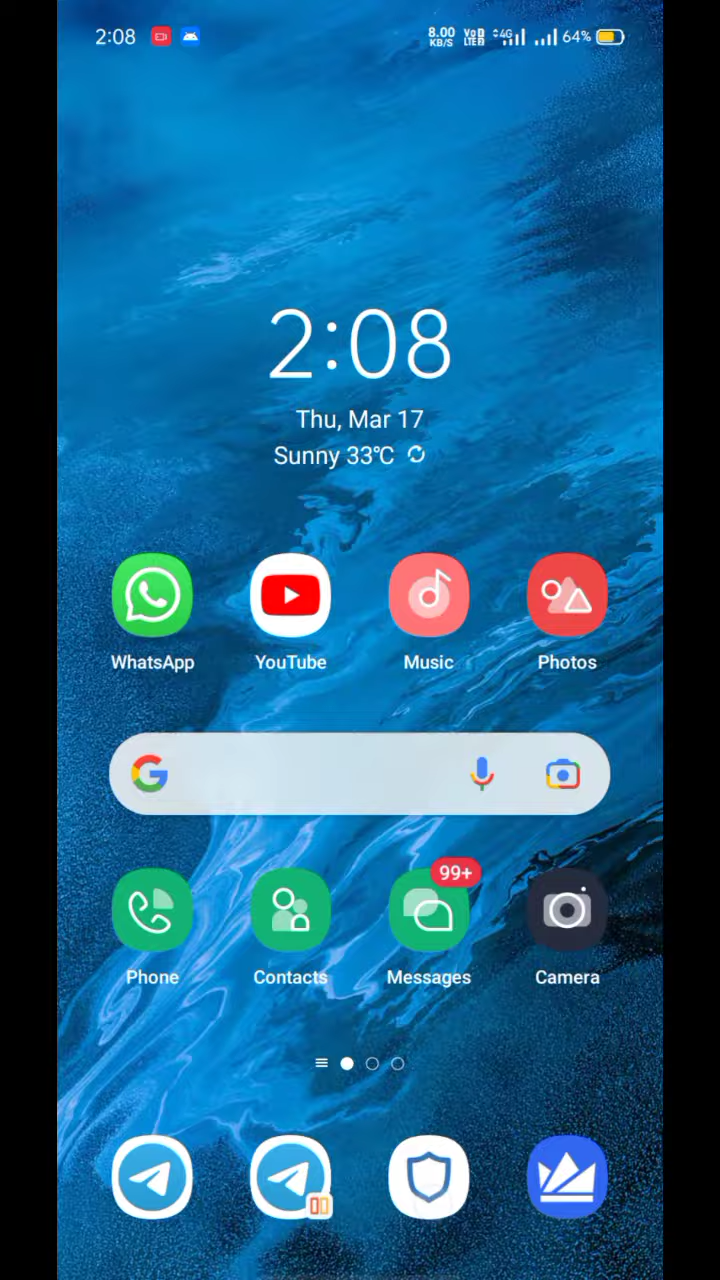 2:08
8.00 KB/S
Vo) LTE
4G
64%
2:08
Thu, Mar 17
Sunny 33℃
WhatsApp
YouTube
Music
Photos
99+
Phone
Contacts
Messages
Camera